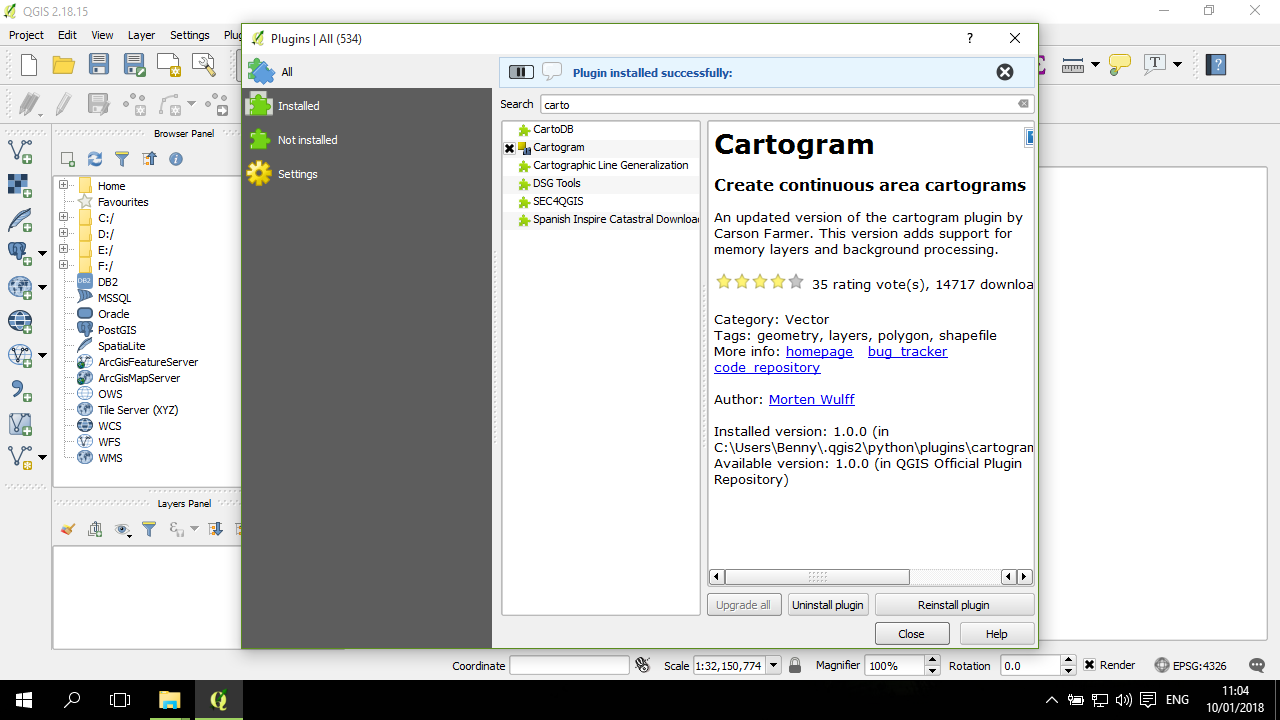 QGIS 2.18.15
Project Edit View Layer Settings Plug
Plugins | All (534)
?
All
Installed
Not installed
Settings
Plugin installed successfully:
Search carto
CartoDB
Cartogram
Cartographic Line Generalization
DSG Tools
SEC4QGIS
Spanish Inspire Catastral Downloa
Cartogram
Create continuous area cartograms
An updated version of the cartogram plugin by
Carson Farmer. This version adds support for
memory layers and background processing.
35 rating vote(s), 14717 downloa
Category: Vector
Tags: geometry, layers, polygon, shapefile
More info: homepage bug tracker
code repository
Author: Morten Wulff
Installed version: 1.0.0 (in
C:\Users\Benny\.qgis2\python\plugins\cartogram
Available version: 1.0.0 (in QGIS Official Plugin
Repository)
Upgrade all Uninstall plugin Reinstall plugin
Close Help
Browser Panel
Home
Favourites
C:/
D:/
E:/
F:/
DB2
MSSQL
Oracle
PostGIS
SpatiaLite
ArcGisFeatureServer
ArcGisMapServer
OWS
Tile Server (XYZ)
WCS
WFS
WMS
Layers Panel
Coordinate Scale 1:32,150,774 Magnifier 100% Rotation 0.0 Render EPSG:4326
ENG
11:04
10/01/2018